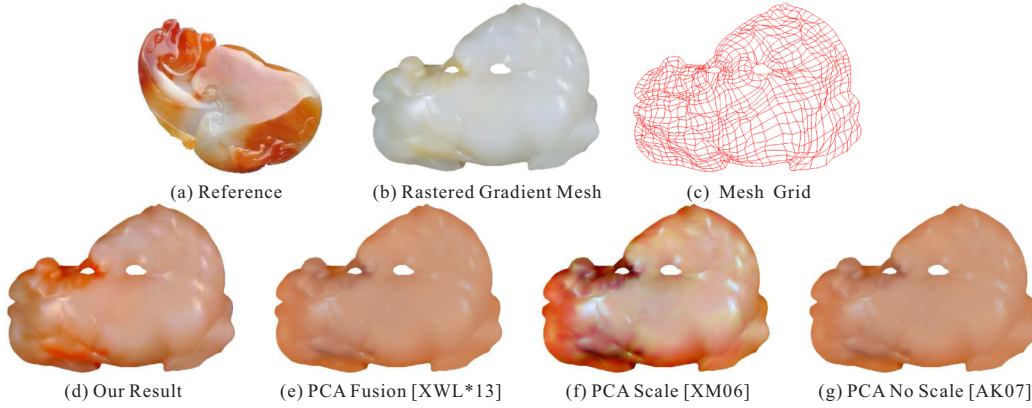 (a) Reference
(b) Rastered Gradient Mesh
(c) Mesh Grid
(d) Our Result
(e) PCA Fusion [XWL*13]
(f) PCA Scale [XM06]
(g) PCA No Scale [AK07]